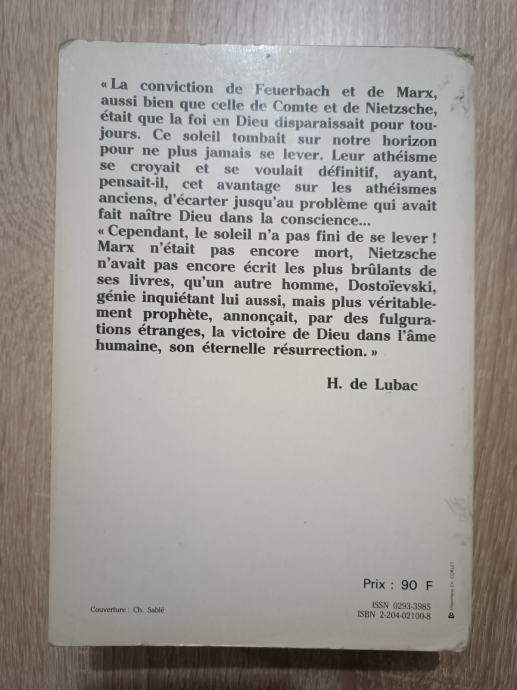 « La conviction de Feuerbach et de Marx,
aussi bien que celle de Comte et de Nietzsche,
était que la foi en Dieu disparaissait pour tou-
jours. Ce soleil tombait sur notre horizon
pour ne plus jamais se lever. Leur athéisme
se croyait et se voulait définitif, ayant,
pensait-il, cet avantage sur les athéismes
anciens, d'écarter jusqu'au problème qui avait
fait naître Dieu dans la conscience...
« Cependant, le soleil n'a pas fini de se lever !
Marx n'était pas encore mort, Nietzsche
n'avait pas encore écrit les plus brûlants de
ses livres, qu'un autre homme, Dostoïevski,
génie inquiétant lui aussi, mais plus véritable-
ment prophète, annonçait, par des fulgura-
tions étranges, la victoire de Dieu dans l'âme
humaine, son éternelle résurrection. »
H. de Lubac
Prix : 90 F
Couverture : Ch. Sablé
ISSN 0293-3985
ISBN 2-204-02100-8
Imprimerie Ch. CORLET